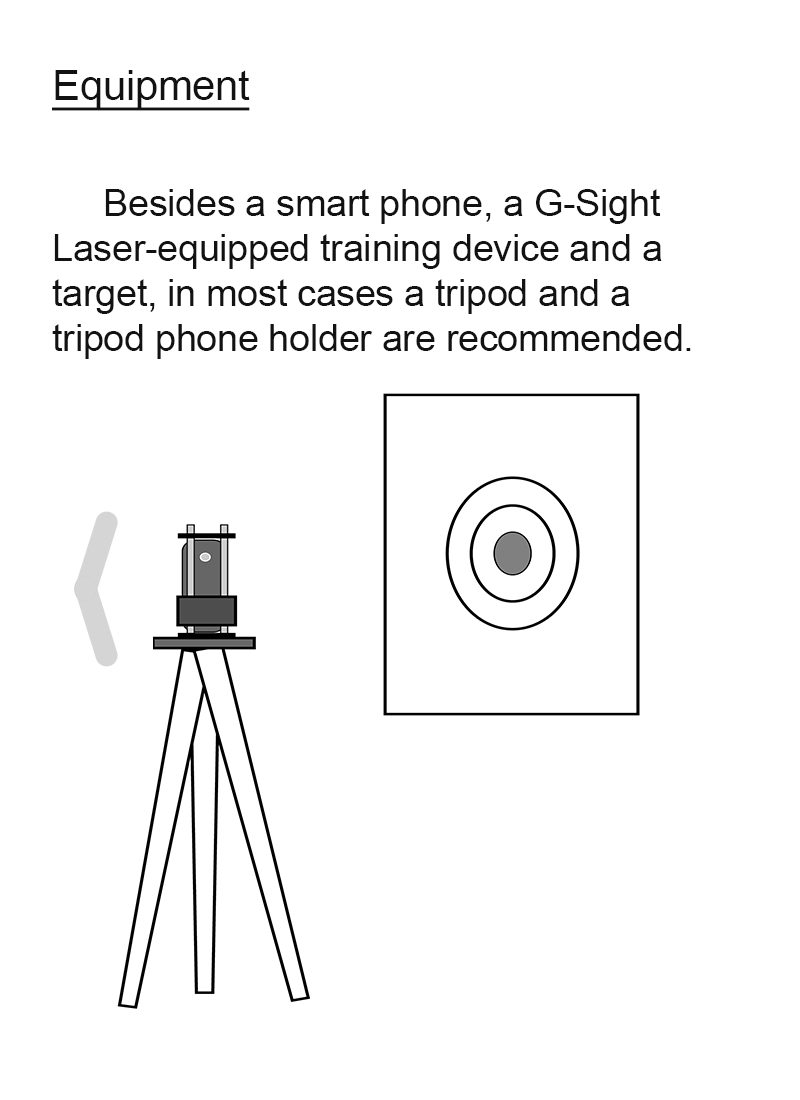 Equipment
Besides a smart phone, a G-Sight
Laser-equipped training device and a
target, in most cases a tripod and a
tripod phone holder are recommended.